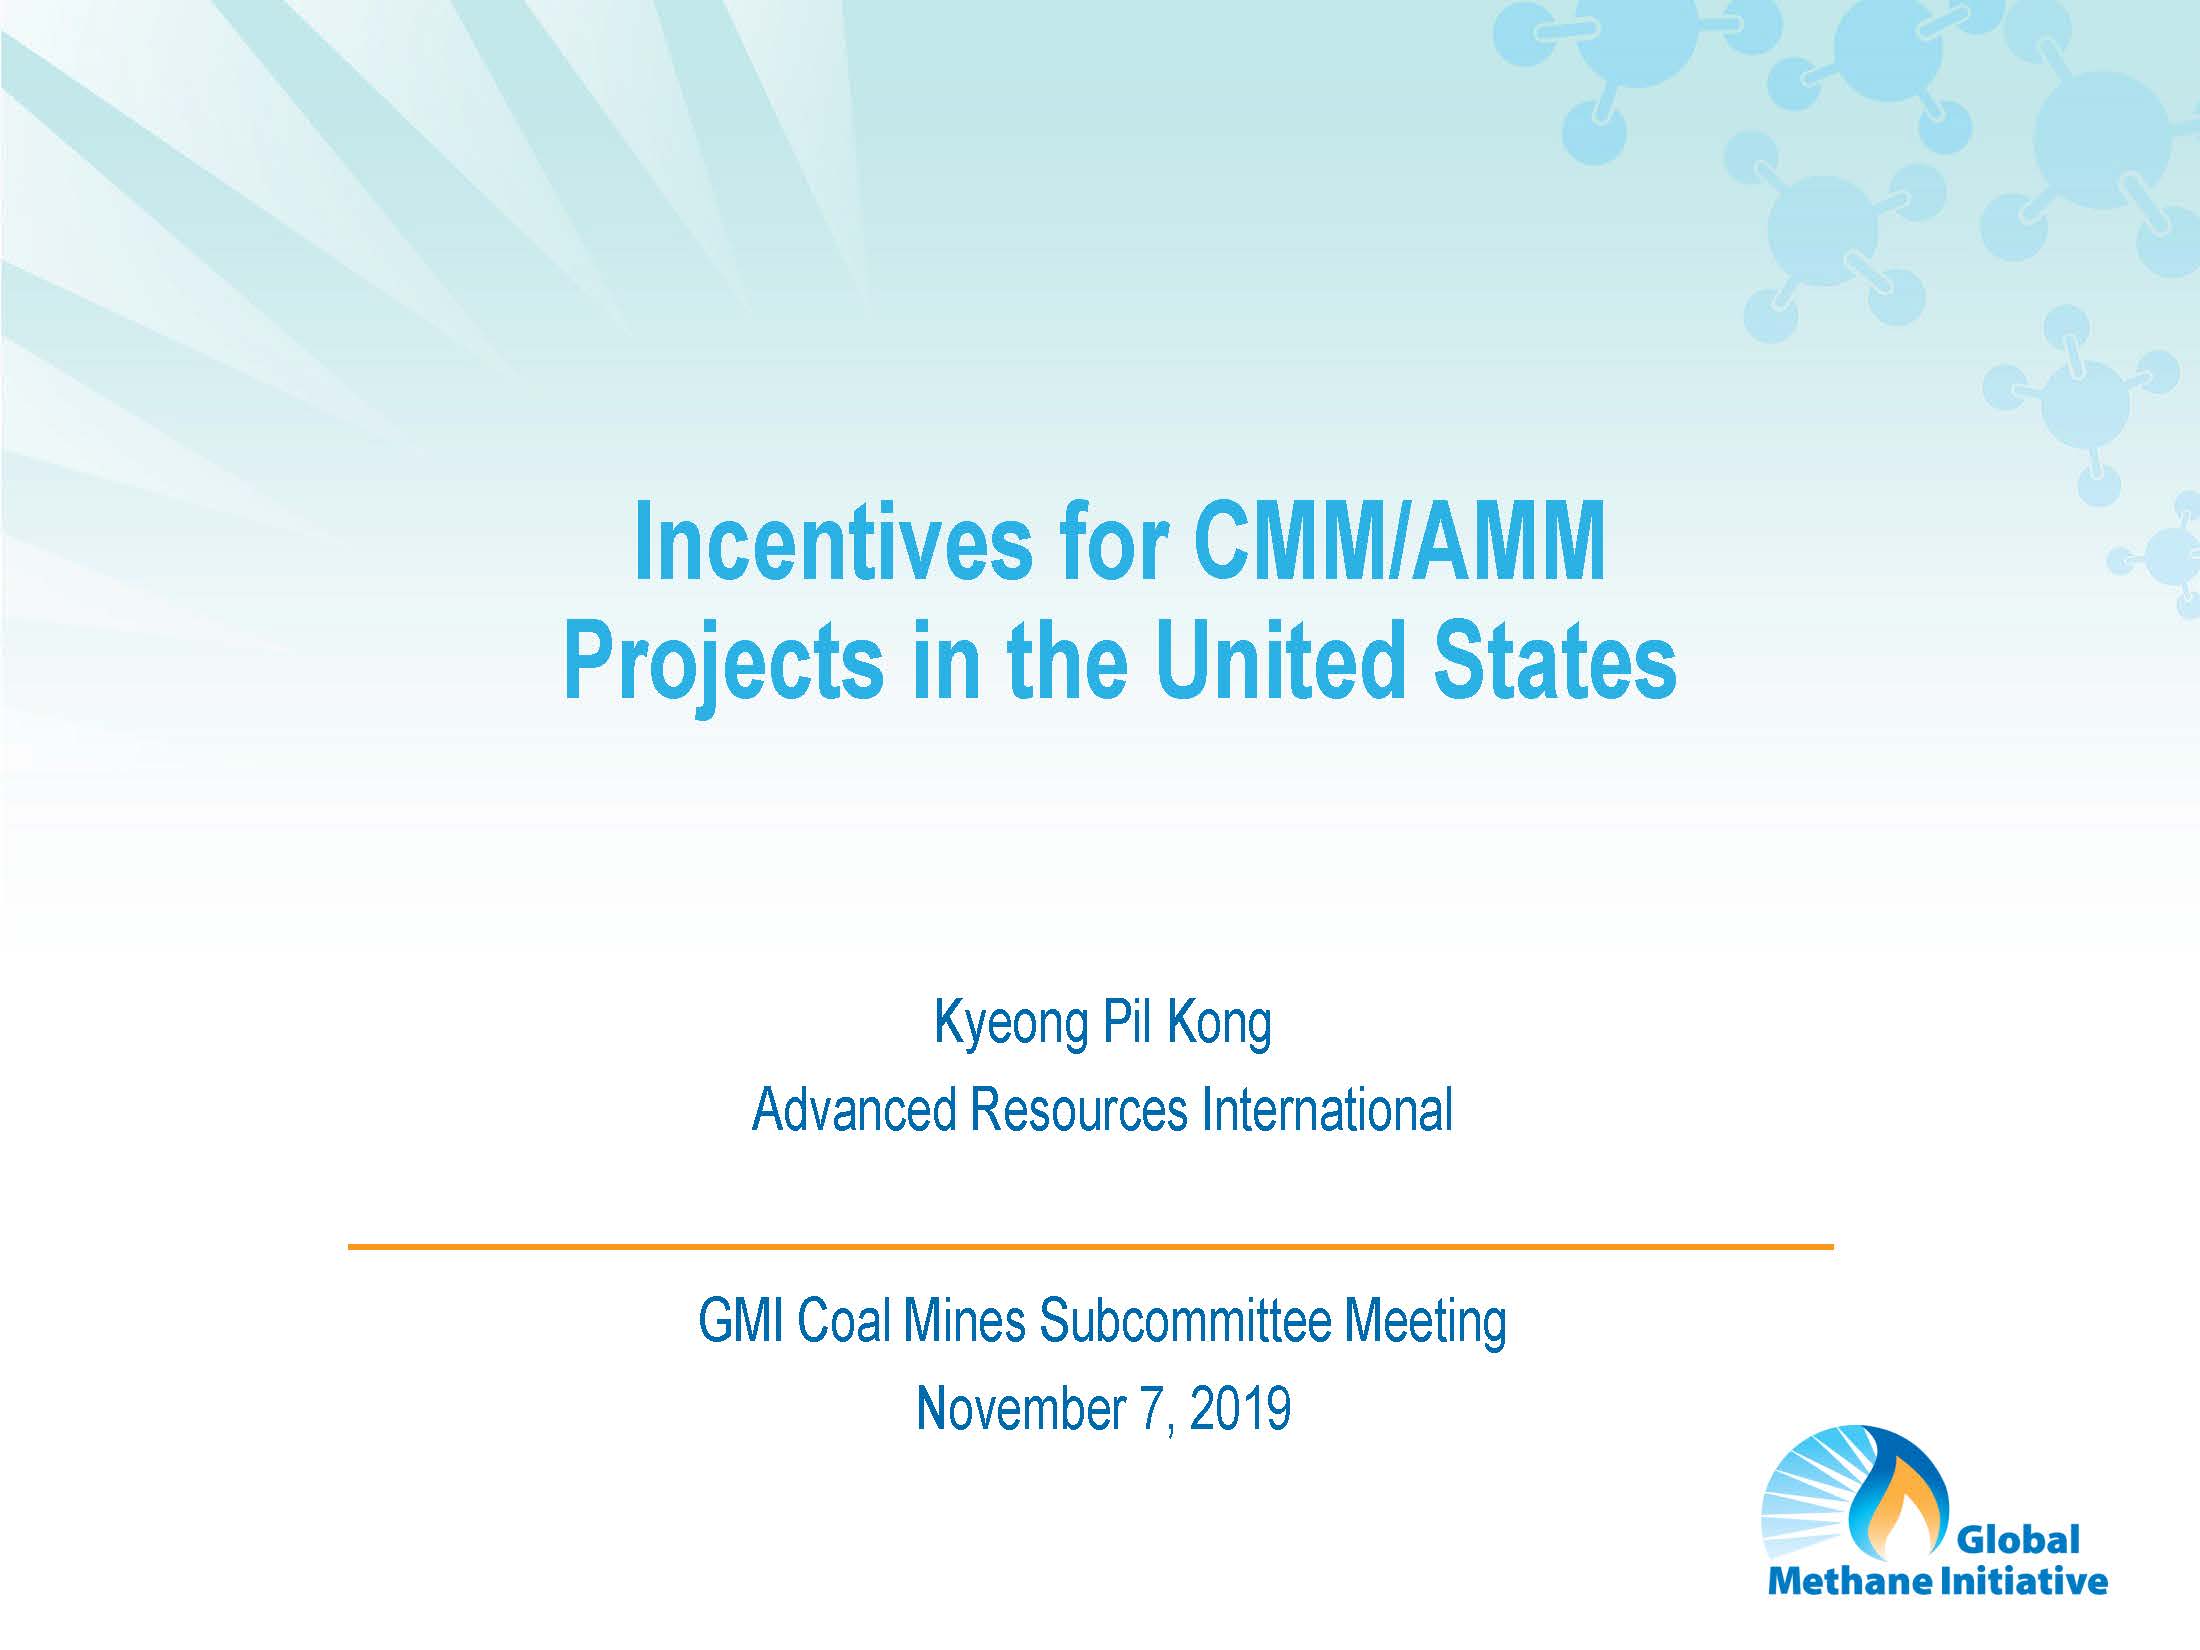 Incentives for CMM/AMM
Projects in the United States
Kyeong Pil Kong
Advanced Resources International
GMI Coal Mines Subcommittee Meeting
November 7, 2019
Global
Methane Initiative